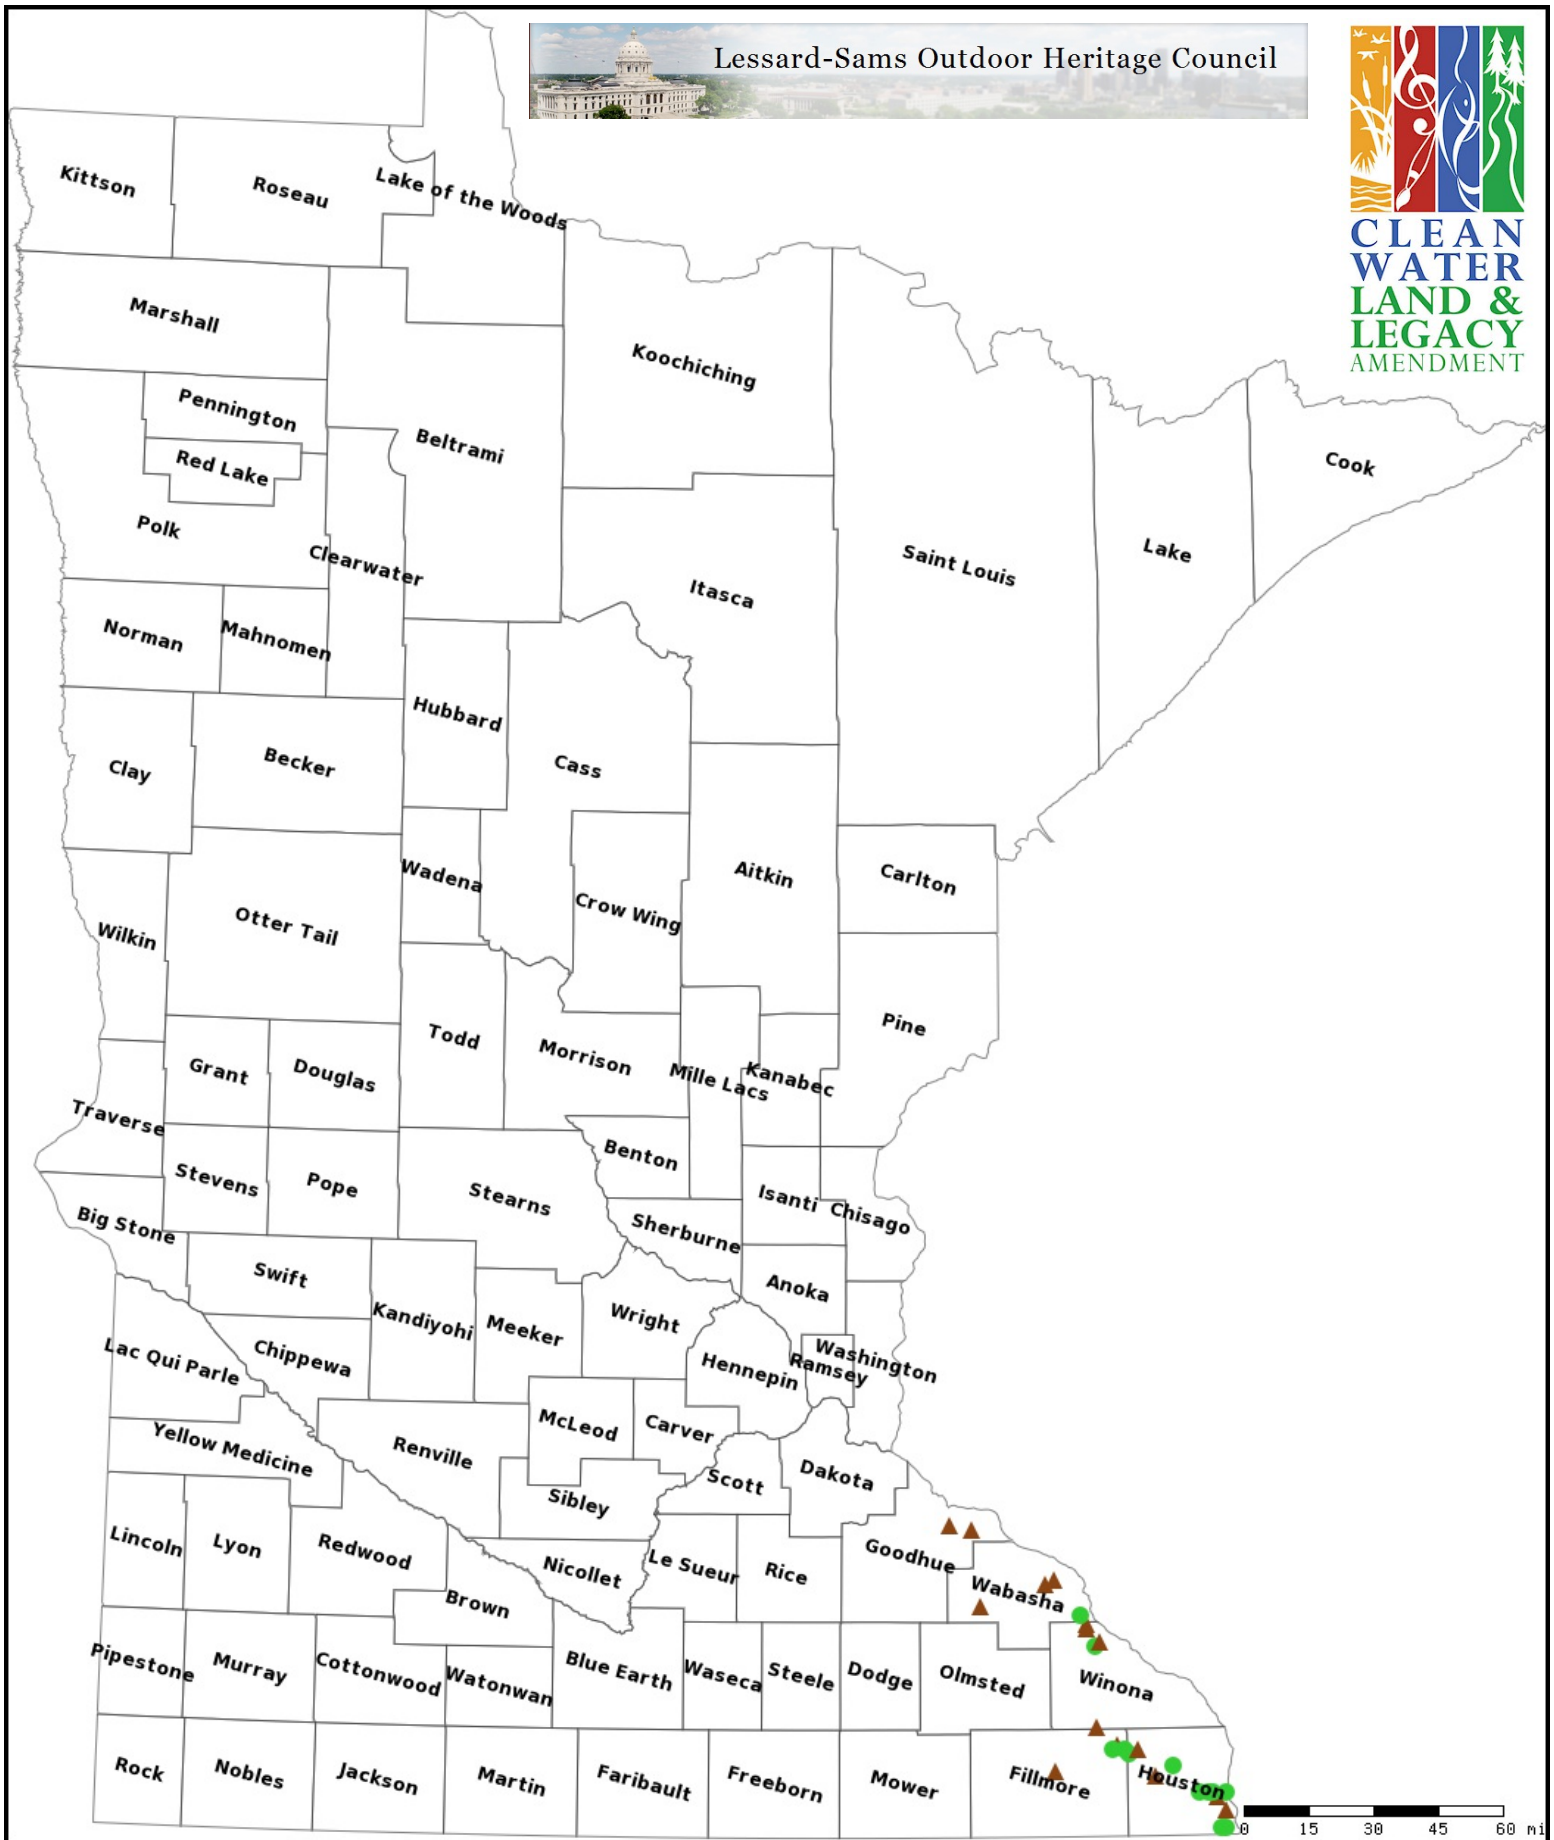 Lessard-Sams Outdoor Heritage Council
CLEAN
WATER
LAND &
LEGACY
AMENDMENT
Kittson
Roseau
Lake of the Woods
Marshall
Koochiching
Pennington
Beltrami
Red Lake
Cook
Polk
Clearwater
Saint Louis
Lake
Itasca
Norman
Mahnomen
Hubbard
Clay
Becker
Cass
Wadena
Aitkin
Carlton
Crow Wing
Otter Tail
Wilkin
Pine
Todd
Morrison
Grant
Douglas
Mille Lacs
Kanabec
Traverse
Benton
Stevens
Pope
Stearns
Isanti
Chisago
Big Stone
Sherburne
Swift
Anoka
Kandiyohi
Meeker
Wright
Lac Qui Parle
Chippewa
Hennepin
Ramsey
Washington
McLeod
Carver
Yellow Medicine
Renville
Scott
Dakota
Sibley
Lincoln
Lyon
Redwood
Nicollet
Le Sueur
Rice
Goodhue
Wabasha
Brown
Pipestone
Murray
Cottonwood
Watonwan
Blue Earth
Waseca
Steele
Dodge
Olmsted
Winona
Rock
Nobles
Jackson
Martin
Faribault
Freeborn
Mower
Fillmore
Houston
0 15 30 45 60 mi